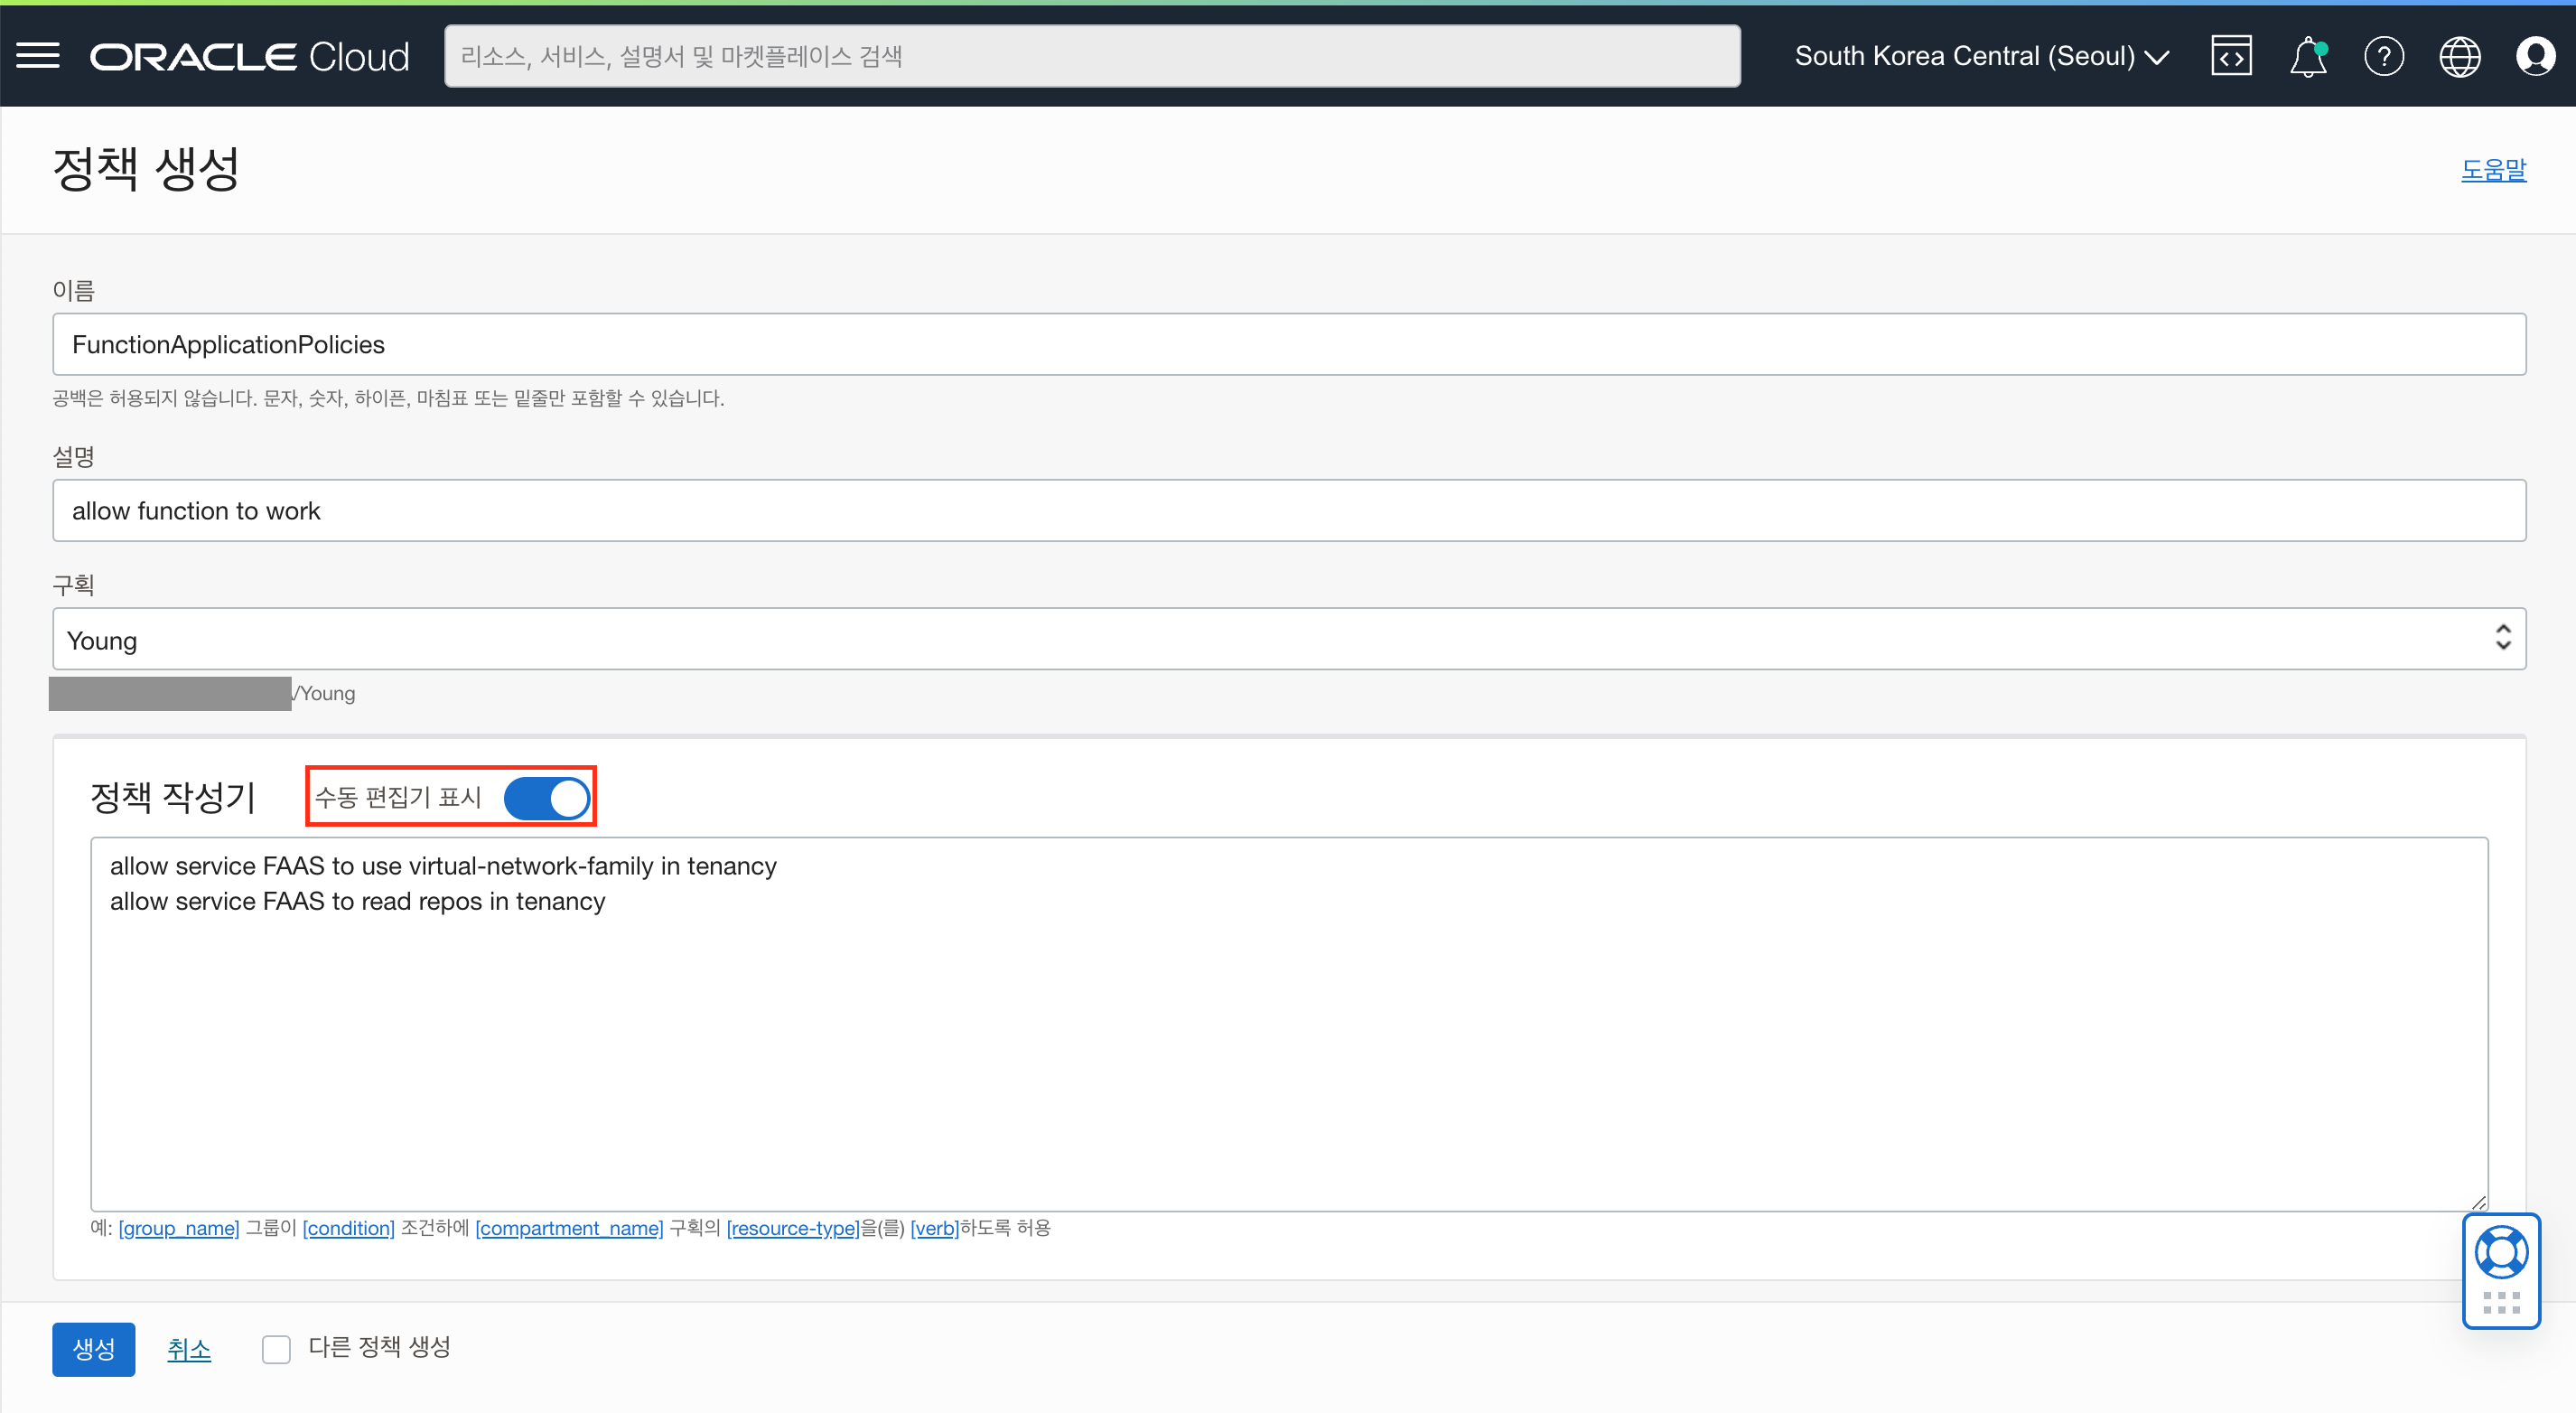 ORACLE Cloud
리소스, 서비스, 설명서 및 마켓플레이스 검색
South Korea Central (Seoul)
정책 생성
도움말
이름
FunctionApplicationPolicies
공백은 허용되지 않습니다. 문자, 숫자, 하이픈, 마침표 또는 밑줄만 포함할 수 있습니다.
설명
allow function to work
구획
Young
/Young
정책 작성기
수동 편집기 표시
allow service FAAS to use virtual-network-family in tenancy
allow service FAAS to read repos in tenancy
예: [group_name] 그룹이 [condition] 조건하에 [compartment_name] 구획의 [resource-type]을(를) [verb]하도록 허용
생성
취소
다른 정책 생성